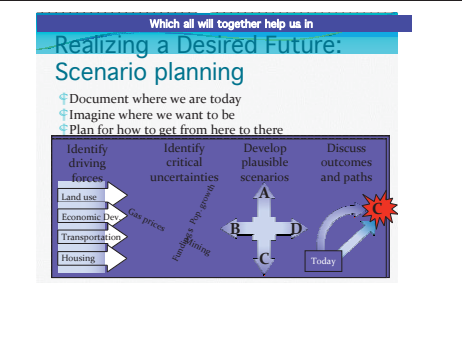 Which all will together help us in
Realizing a Desired Future:
Scenario planning
Document where we are today
Imagine where we want to be
Plan for how to get from here to there
Identify driving forces
Identify critical uncertainties
Develop plausible scenarios
Discuss outcomes and paths
Land use
Economic Dev.
Transportation
Housing
Gas prices
Pop. growth
Funding $
Mining
A
B
D
C
C
Today